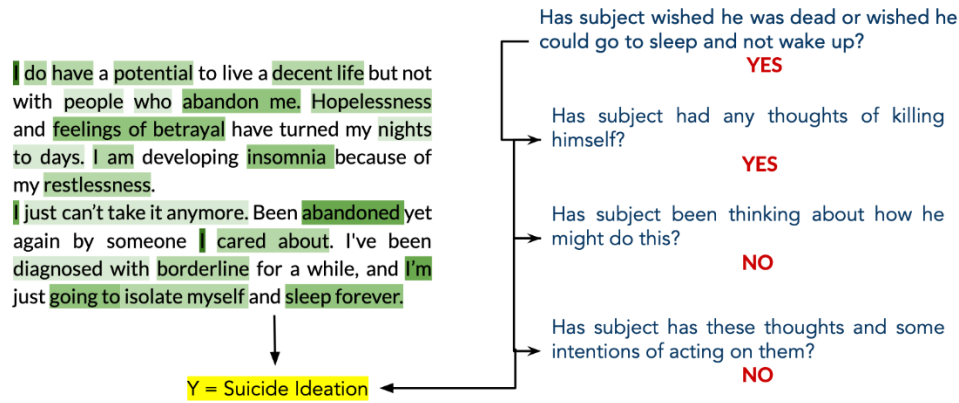 I do have a potential to live a decent life but not
with people who abandon me. Hopelessness
and feelings of betrayal have turned my nights
to days. I am developing insomnia because of
my restlessness.
I just can't take it anymore. Been abandoned yet
again by someone I cared about. I've been
diagnosed with borderline for a while, and I'm
just going to isolate myself and sleep forever.
Y = Suicide Ideation
Has subject wished he was dead or wished he
could go to sleep and not wake up?
YES
Has subject had any thoughts of killing
himself?
YES
Has subject been thinking about how he
might do this?
NO
Has subject has these thoughts and some
intentions of acting on them?
NO